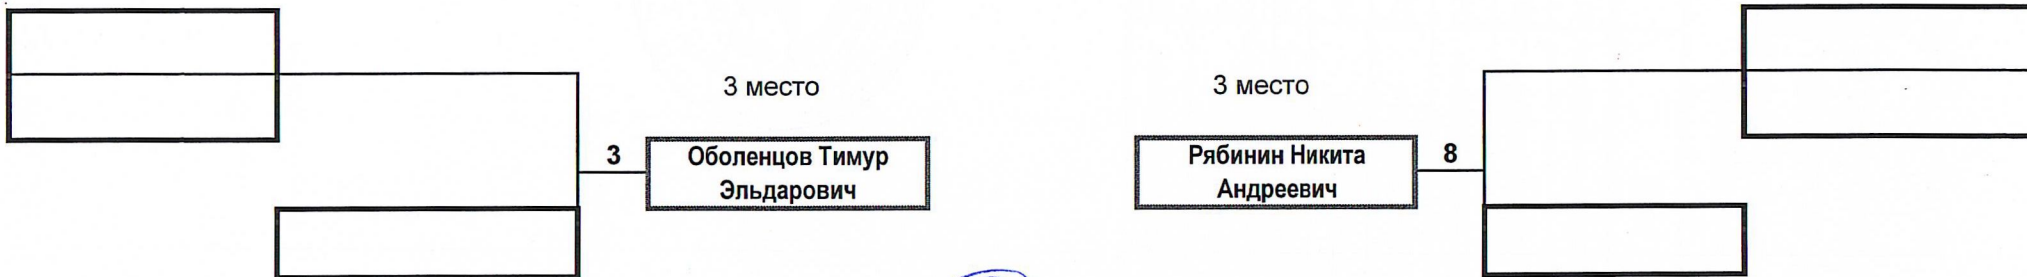 3 место
3
Оболенцов Тимур
Эльдарович
3 место
Рябинин Никита
Андреевич
8